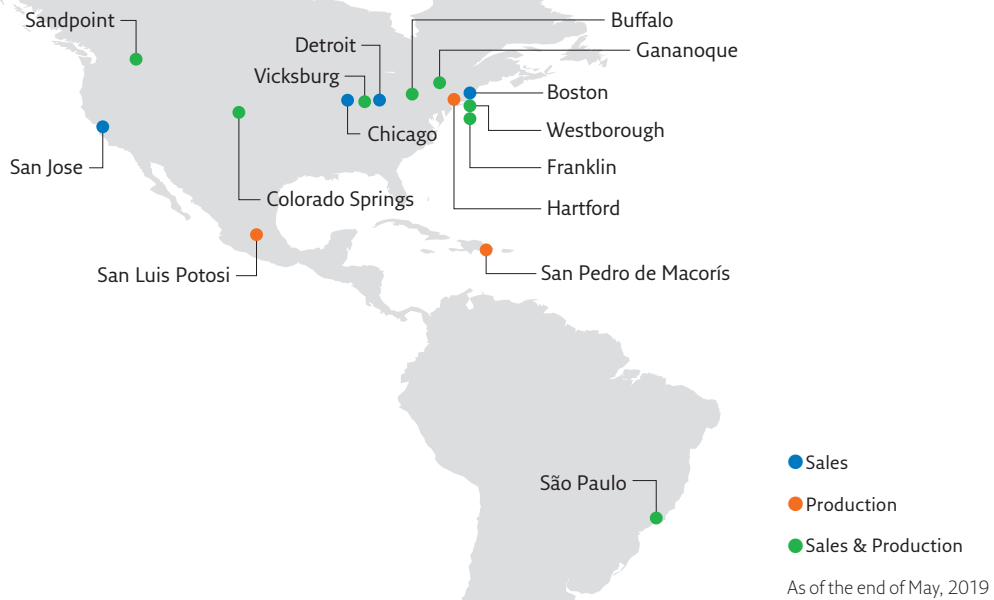 Sandpoint
Buffalo
Detroit
Gananoque
Vicksburg
Boston
Chicago
Westborough
San Jose
Franklin
Colorado Springs
Hartford
San Luis Potosi
San Pedro de Macorís
São Paulo
Sales
Production
Sales & Production
As of the end of May, 2019